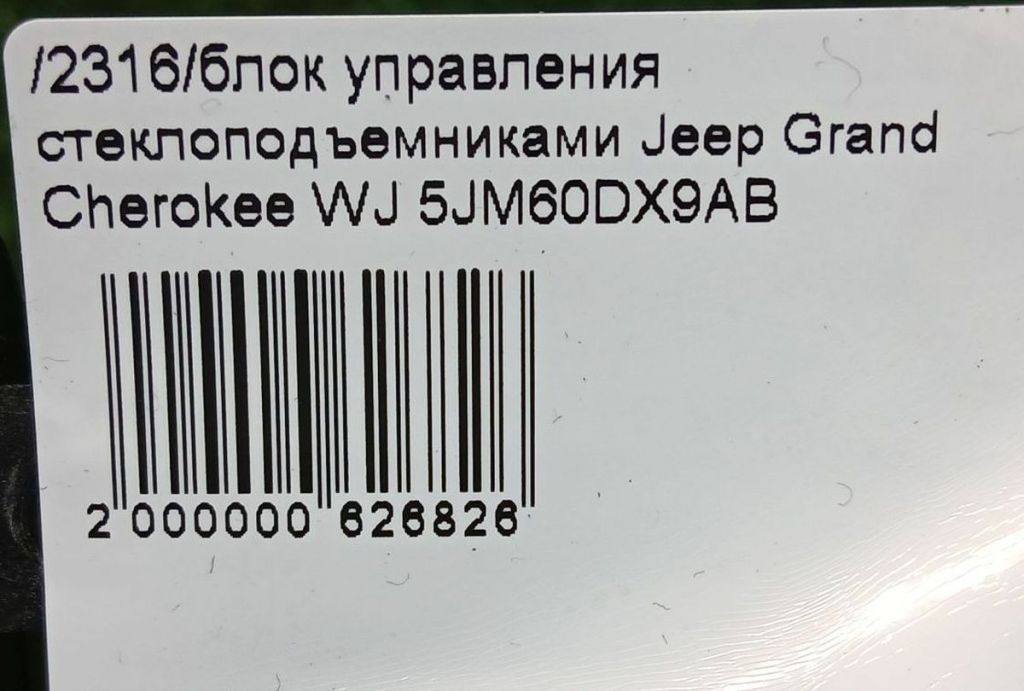 /2316/блок управления
стеклоподъемниками Jeep Grand
Cherokee WJ 5JM60DX9AB
2 000000 626826